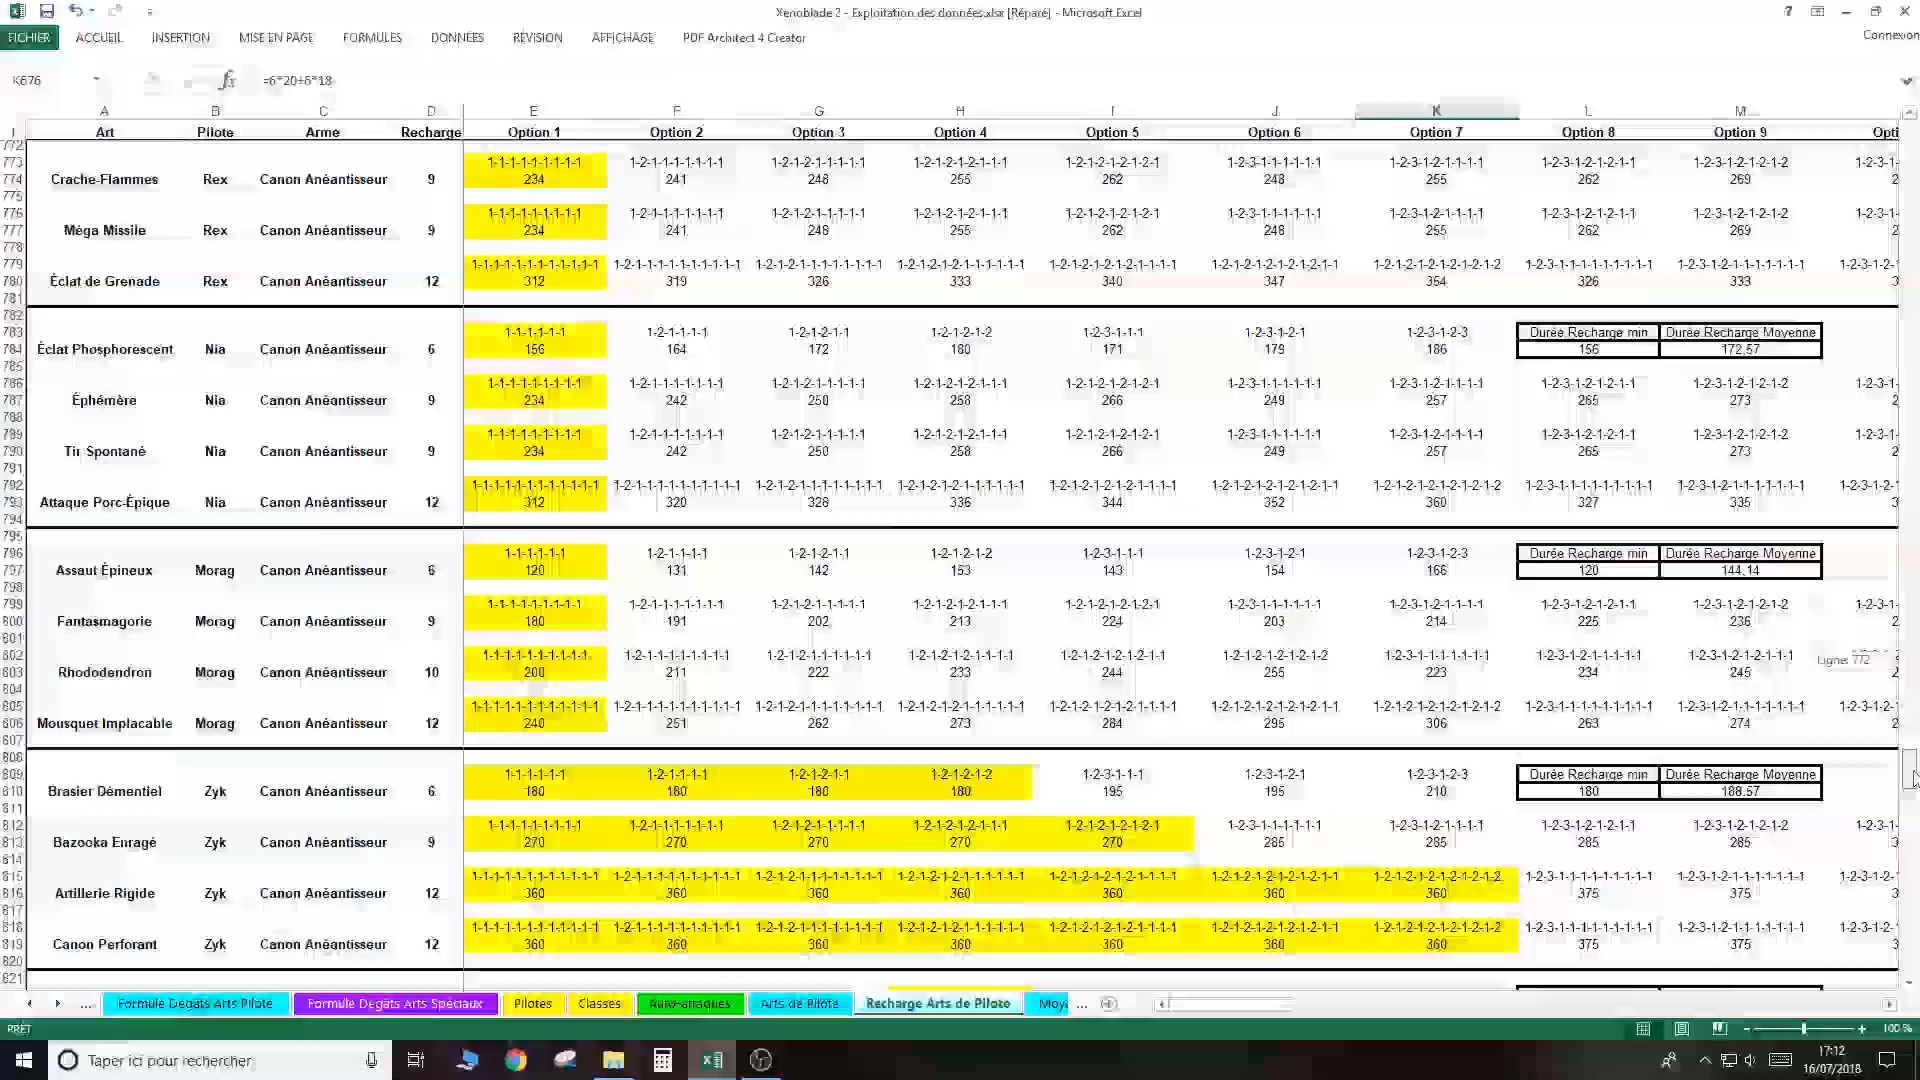 Xenoblade 2 - Exploitation des données.xlsx [Réparé] - Microsoft Excel
FICHIER ACCUEIL INSERTION MISE EN PAGE FORMULES DONNÉES RÉVISION AFFICHAGE PDF Architect 4 Creator Connexion
K676 fx =6*20+6*18
A B C D E F G H I J K L M
1 Art Pilote Arme Recharge Option 1 Option 2 Option 3 Option 4 Option 5 Option 6 Option 7 Option 8 Option 9 Opti
772
773 1-1-1-1-1-1-1-1-1 1-2-1-1-1-1-1-1-1 1-2-1-2-1-1-1-1-1 1-2-1-2-1-2-1-1-1 1-2-1-2-1-2-1-2-1 1-2-3-1-1-1-1-1-1 1-2-3-1-2-1-1-1-1 1-2-3-1-2-1-2-1-1 1-2-3-1-2-1-2-1-2 1-2-3-1-
774 Crache-Flammes Rex Canon Anéantisseur 9 234 241 248 255 262 248 255 262 269 2
775
776 1-1-1-1-1-1-1-1-1 1-2-1-1-1-1-1-1-1 1-2-1-2-1-1-1-1-1 1-2-1-2-1-2-1-1-1 1-2-1-2-1-2-1-2-1 1-2-3-1-1-1-1-1-1 1-2-3-1-2-1-1-1-1 1-2-3-1-2-1-2-1-1 1-2-3-1-2-1-2-1-2 1-2-3-1-
777 Méga Missile Rex Canon Anéantisseur 9 234 241 248 255 262 248 255 262 269 2
778
779 1-1-1-1-1-1-1-1-1-1-1-1 1-2-1-1-1-1-1-1-1-1-1-1 1-2-1-2-1-1-1-1-1-1-1-1 1-2-1-2-1-2-1-1-1-1-1-1 1-2-1-2-1-2-1-2-1-1-1-1 1-2-1-2-1-2-1-2-1-2-1-1 1-2-1-2-1-2-1-2-1-2-1-2 1-2-3-1-1-1-1-1-1-1-1-1 1-2-3-1-2-1-1-1-1-1-1-1 1-2-3-1-2-1
780 Éclat de Grenade Rex Canon Anéantisseur 12 312 319 326 333 340 347 354 326 333 3
781
782
783 1-1-1-1-1-1 1-2-1-1-1-1 1-2-1-2-1-1 1-2-1-2-1-2 1-2-3-1-1-1 1-2-3-1-2-1 1-2-3-1-2-3 Durée Recharge min Durée Recharge Moyenne
784 Éclat Phosphorescent Nia Canon Anéantisseur 6 156 164 172 180 171 179 186 156 172.57
785
786 1-1-1-1-1-1-1-1-1 1-2-1-1-1-1-1-1-1 1-2-1-2-1-1-1-1-1 1-2-1-2-1-2-1-1-1 1-2-1-2-1-2-1-2-1 1-2-3-1-1-1-1-1-1 1-2-3-1-2-1-1-1-1 1-2-3-1-2-1-2-1-1 1-2-3-1-2-1-2-1-2 1-2-3-1-
787 Éphémère Nia Canon Anéantisseur 9 234 242 250 258 266 249 257 265 273 2
788
789 1-1-1-1-1-1-1-1-1 1-2-1-1-1-1-1-1-1 1-2-1-2-1-1-1-1-1 1-2-1-2-1-2-1-1-1 1-2-1-2-1-2-1-2-1 1-2-3-1-1-1-1-1-1 1-2-3-1-2-1-1-1-1 1-2-3-1-2-1-2-1-1 1-2-3-1-2-1-2-1-2 1-2-3-1-
790 Tir Spontané Nia Canon Anéantisseur 9 234 242 250 258 266 249 257 265 273 2
791
792 1-1-1-1-1-1-1-1-1-1-1-1 1-2-1-1-1-1-1-1-1-1-1-1 1-2-1-2-1-1-1-1-1-1-1-1 1-2-1-2-1-2-1-1-1-1-1-1 1-2-1-2-1-2-1-2-1-1-1-1 1-2-1-2-1-2-1-2-1-2-1-1 1-2-1-2-1-2-1-2-1-2-1-2 1-2-3-1-1-1-1-1-1-1-1-1 1-2-3-1-2-1-1-1-1-1-1-1 1-2-3-1-2-1
793 Attaque Porc-Épique Nia Canon Anéantisseur 12 312 320 328 336 344 352 360 327 335 3
794
795
796 1-1-1-1-1-1 1-2-1-1-1-1 1-2-1-2-1-1 1-2-1-2-1-2 1-2-3-1-1-1 1-2-3-1-2-1 1-2-3-1-2-3 Durée Recharge min Durée Recharge Moyenne
797 Assaut Épineux Morag Canon Anéantisseur 6 120 131 142 153 143 154 166 120 144.14
798
799 1-1-1-1-1-1-1-1-1 1-2-1-1-1-1-1-1-1 1-2-1-2-1-1-1-1-1 1-2-1-2-1-2-1-1-1 1-2-1-2-1-2-1-2-1 1-2-3-1-1-1-1-1-1 1-2-3-1-2-1-1-1-1 1-2-3-1-2-1-2-1-1 1-2-3-1-2-1-2-1-2 1-2-3-1-
800 Fantasmagorie Morag Canon Anéantisseur 9 180 191 202 213 224 203 214 225 236 2
801
802 1-1-1-1-1-1-1-1-1-1 1-2-1-1-1-1-1-1-1-1 1-2-1-2-1-1-1-1-1-1 1-2-1-2-1-2-1-1-1-1 1-2-1-2-1-2-1-2-1-1 1-2-1-2-1-2-1-2-1-2 1-2-3-1-1-1-1-1-1-1 1-2-3-1-2-1-1-1-1-1 1-2-3-1-2-1-2-1-1-1
803 Rhododendron Morag Canon Anéantisseur 10 200 211 222 233 244 255 223 234 245 2
Ligne: 772
804
805 1-1-1-1-1-1-1-1-1-1-1-1 1-2-1-1-1-1-1-1-1-1-1-1 1-2-1-2-1-1-1-1-1-1-1-1 1-2-1-2-1-2-1-1-1-1-1-1 1-2-1-2-1-2-1-2-1-1-1-1 1-2-1-2-1-2-1-2-1-2-1-1 1-2-1-2-1-2-1-2-1-2-1-2 1-2-3-1-1-1-1-1-1-1-1-1 1-2-3-1-2-1-1-1-1-1-1-1 1-2-3-1-2-1
806 Mousquet Implacable Morag Canon Anéantisseur 12 240 251 262 273 284 295 306 263 274 2
807
808
809 1-1-1-1-1-1 1-2-1-1-1-1 1-2-1-2-1-1 1-2-1-2-1-2 1-2-3-1-1-1 1-2-3-1-2-1 1-2-3-1-2-3 Durée Recharge min Durée Recharge Moyenne
810 Brasier Démentiel Zyk Canon Anéantisseur 6 180 180 180 180 195 195 210 180 188.57
811
812 1-1-1-1-1-1-1-1-1 1-2-1-1-1-1-1-1-1 1-2-1-2-1-1-1-1-1 1-2-1-2-1-2-1-1-1 1-2-1-2-1-2-1-2-1 1-2-3-1-1-1-1-1-1 1-2-3-1-2-1-1-1-1 1-2-3-1-2-1-2-1-1 1-2-3-1-2-1-2-1-2 1-2-3-1-
813 Bazooka Enragé Zyk Canon Anéantisseur 9 270 270 270 270 270 285 285 285 285 3
814
815 1-1-1-1-1-1-1-1-1-1-1-1 1-2-1-1-1-1-1-1-1-1-1-1 1-2-1-2-1-1-1-1-1-1-1-1 1-2-1-2-1-2-1-1-1-1-1-1 1-2-1-2-1-2-1-2-1-1-1-1 1-2-1-2-1-2-1-2-1-2-1-1 1-2-1-2-1-2-1-2-1-2-1-2 1-2-3-1-1-1-1-1-1-1-1-1 1-2-3-1-2-1-1-1-1-1-1-1 1-2-3-1-2-1
816 Artillerie Rigide Zyk Canon Anéantisseur 12 360 360 360 360 360 360 360 375 375 3
817
818 1-1-1-1-1-1-1-1-1-1-1-1 1-2-1-1-1-1-1-1-1-1-1-1 1-2-1-2-1-1-1-1-1-1-1-1 1-2-1-2-1-2-1-1-1-1-1-1 1-2-1-2-1-2-1-2-1-1-1-1 1-2-1-2-1-2-1-2-1-2-1-1 1-2-1-2-1-2-1-2-1-2-1-2 1-2-3-1-1-1-1-1-1-1-1-1 1-2-3-1-2-1-1-1-1-1-1-1 1-2-3-1-2-1
819 Canon Perforant Zyk Canon Anéantisseur 12 360 360 360 360 360 360 360 375 375 3
820
821
... Formule Dégâts Arts Pilote Formule Dégâts Arts Spéciaux Pilotes Classes Auto-attaques Arts de Pilote Recharge Arts de Pilote Moy ...
PRÊT 100 %
Taper ici pour rechercher 17:12
16/07/2018